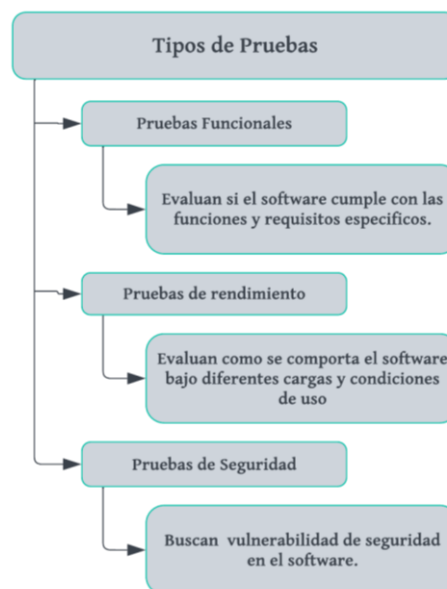 Tipos de Pruebas
Pruebas Funcionales
Evaluan si el software cumple con las
funciones y requisitos especificos.
Pruebas de rendimiento
Evaluan como se comporta el software
bajo diferentes cargas y condiciones
de uso
Pruebas de Seguridad
Buscan vulnerabilidad de seguridad
en el software.